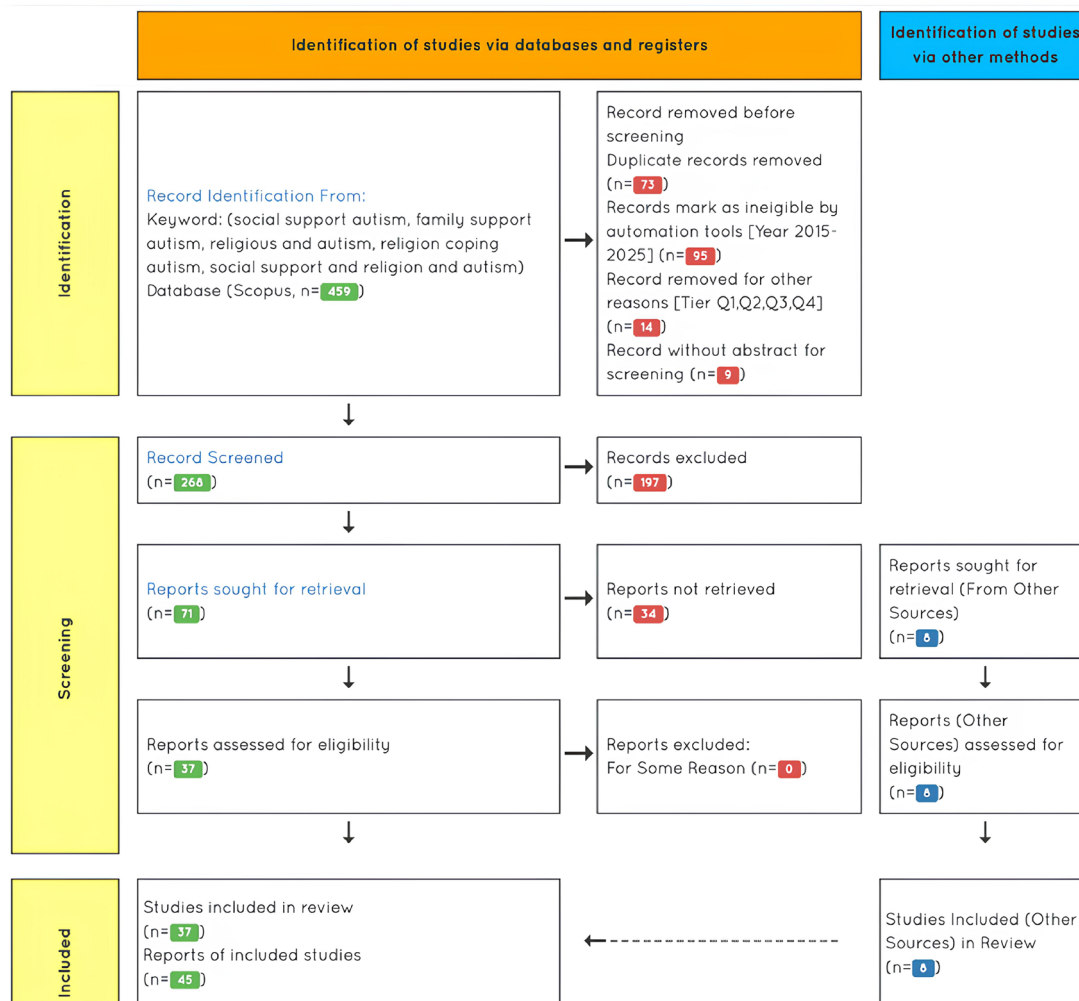 Identification of studies via databases and registers
Identification of studies
via other methods
Identification
Record Identification From:
Keyword: (social support autism, family support
autism, religious and autism, religion coping
autism, social support and religion and autism)
Database (Scopus, n=459)
Record removed before
screening
Duplicate records removed
(n=73)
Records mark as ineigible by
automation tools [Year 2015-
2025] (n=95)
Record removed for other
reasons [Tier Q1,Q2,Q3,Q4]
(n=14)
Record without abstract for
screening (n=9)
Screening
Record Screened
(n=268)
Records excluded
(n=197)
Reports sought for retrieval
(n=71)
Reports not retrieved
(n=34)
Reports sought for
retrieval (From Other
Sources)
(n=8)
Reports assessed for eligibility
(n=37)
Reports excluded:
For Some Reason (n=0)
Reports (Other
Sources) assessed for
eligibility
(n=8)
Included
Studies included in review
(n=37)
Reports of included studies
(n=45)
Studies Included (Other
Sources) in Review
(n=8)